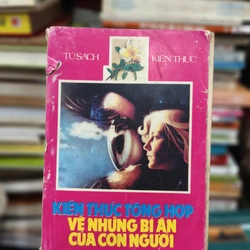 TỦ SÁCH KIẾN THỨC
KIẾN THỨC TỔNG HỢP
VỀ NHỮNG BÍ ẨN
CỦA CON NGƯỜI